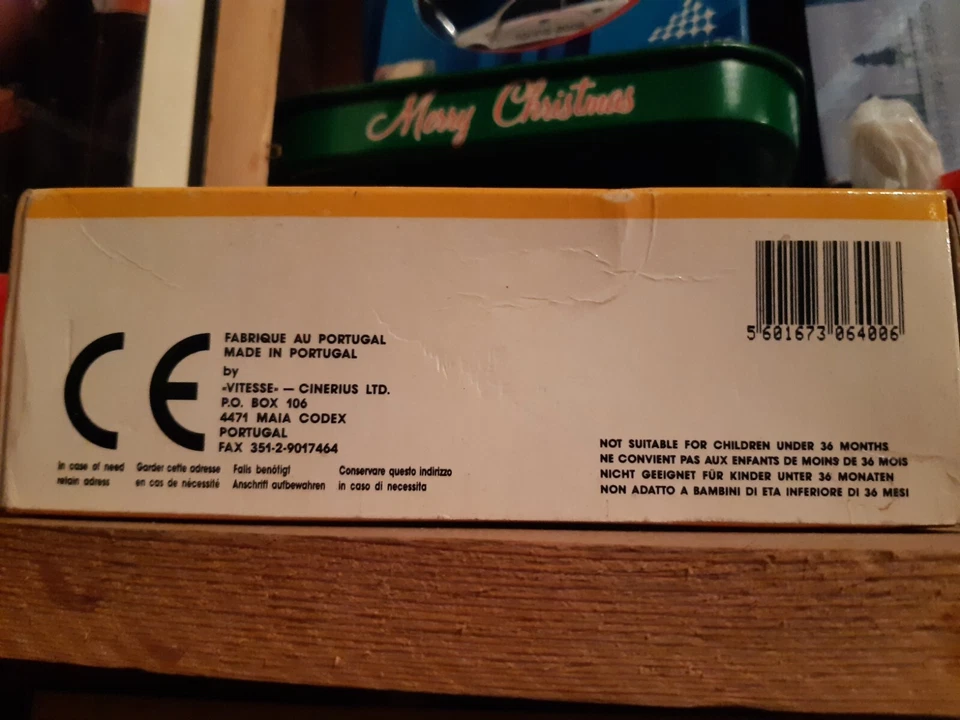 Merry Christmas
CE
FABRIQUE AU PORTUGAL
MADE IN PORTUGAL
by
«VITESSE» — CINERIUS LTD.
P.O. BOX 106
4471 MAIA CODEX
PORTUGAL
FAX 351-2-9017464
In case of need
retain adress
Garder cette adresse
en cas de nécessité
Falls benötigt
Anschrift aufbewahren
Conservare questo indirizzo
in caso di necessita
5 601673 064006
NOT SUITABLE FOR CHILDREN UNDER 36 MONTHS
NE CONVIENT PAS AUX ENFANTS DE MOINS DE 36 MOIS
NICHT GEEIGNET FÜR KINDER UNTER 36 MONATEN
NON ADATTO A BAMBINI DI ETA INFERIORE DI 36 MESI